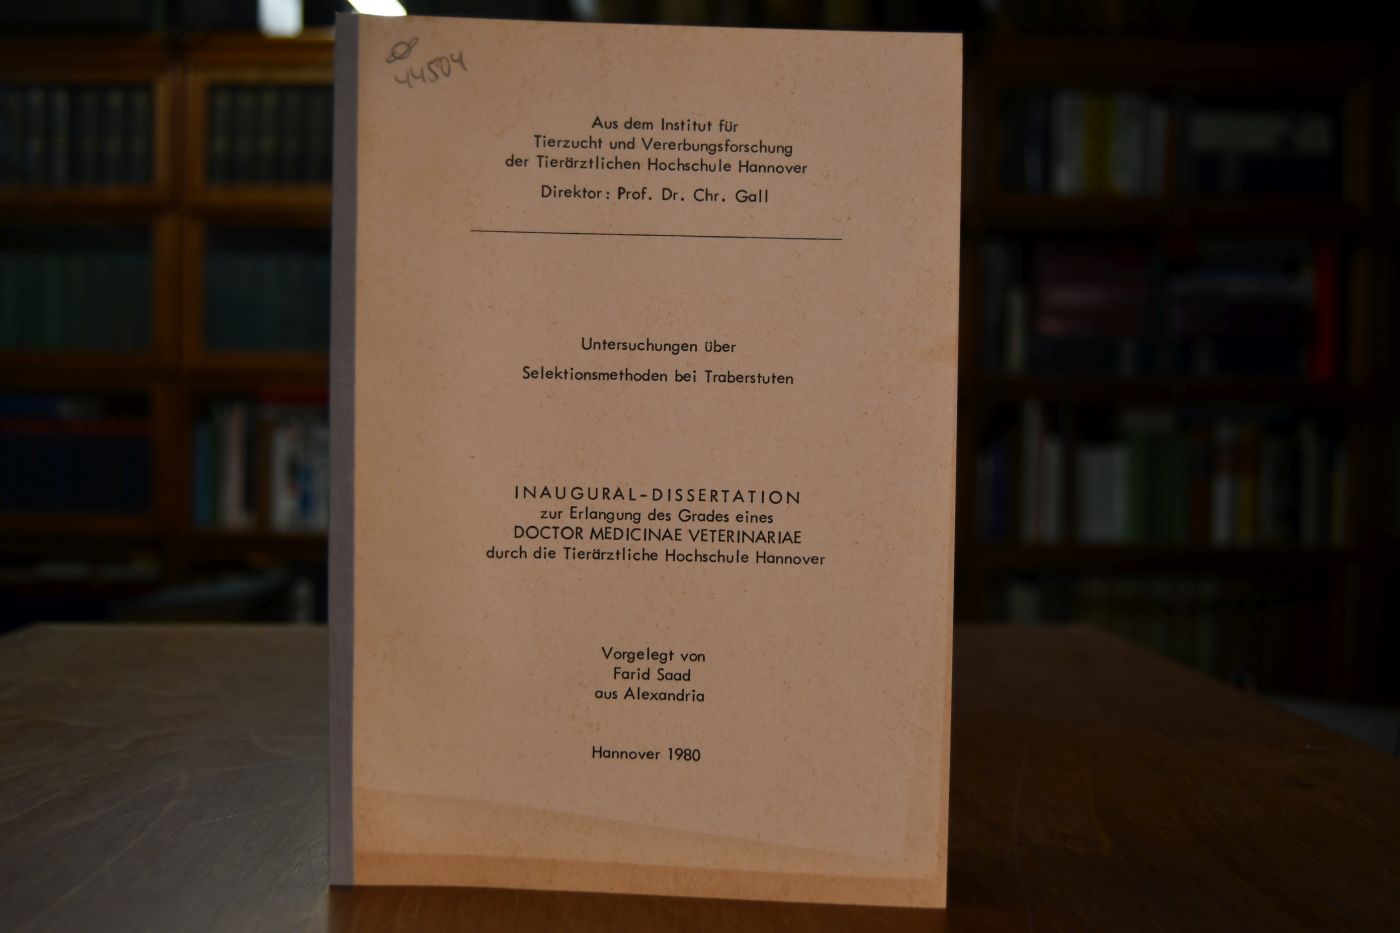 44504
Aus dem Institut für
Tierzucht und Vererbungsforschung
der Tierärztlichen Hochschule Hannover
Direktor: Prof. Dr. Chr. Gall
Untersuchungen über
Selektionsmethoden bei Traberstuten
INAUGURAL-DISSERTATION
zur Erlangung des Grades eines
DOCTOR MEDICINAE VETERINARIAE
durch die Tierärztliche Hochschule Hannover
Vorgelegt von
Farid Saad
aus Alexandria
Hannover 1980